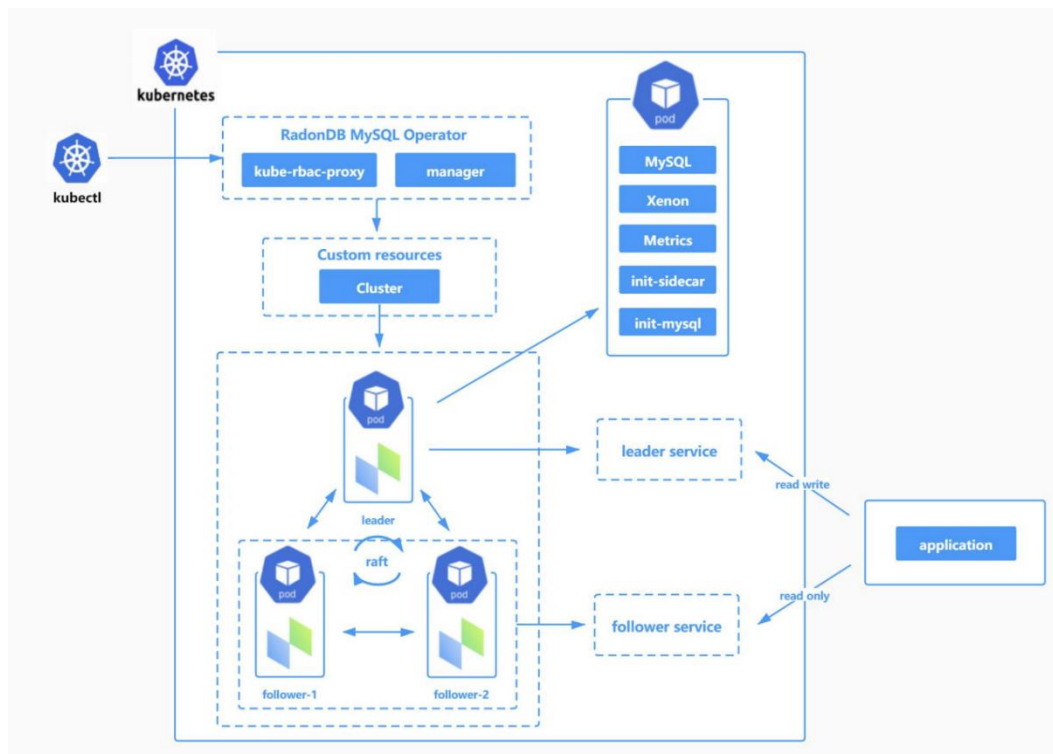 kubernetes
kubectl
RadonDB MySQL Operator
kube-rbac-proxy
manager
Custom resources
Cluster
pod
MySQL
Xenon
Metrics
init-sidecar
init-mysql
pod
leader
leader service
read write
application
raft
pod
pod
read only
follower service
follower-1
follower-2